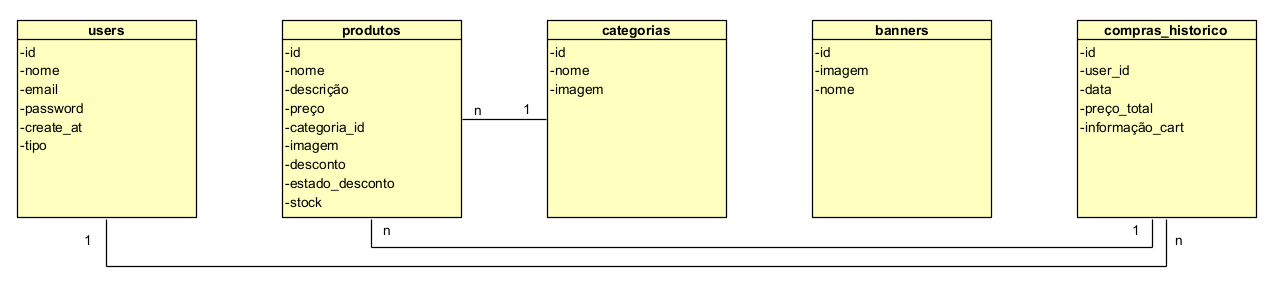 users
-id
-nome
-email
-password
-create_at
-tipo
produtos
-id
-nome
-descrição
-preço
-categoria_id
-imagem
-desconto
-estado_desconto
-stock
n
1
categorias
-id
-nome
-imagem
banners
-id
-imagem
-nome
compras_historico
-id
-user_id
-data
-preço_total
-informação_cart
1
n
1
n